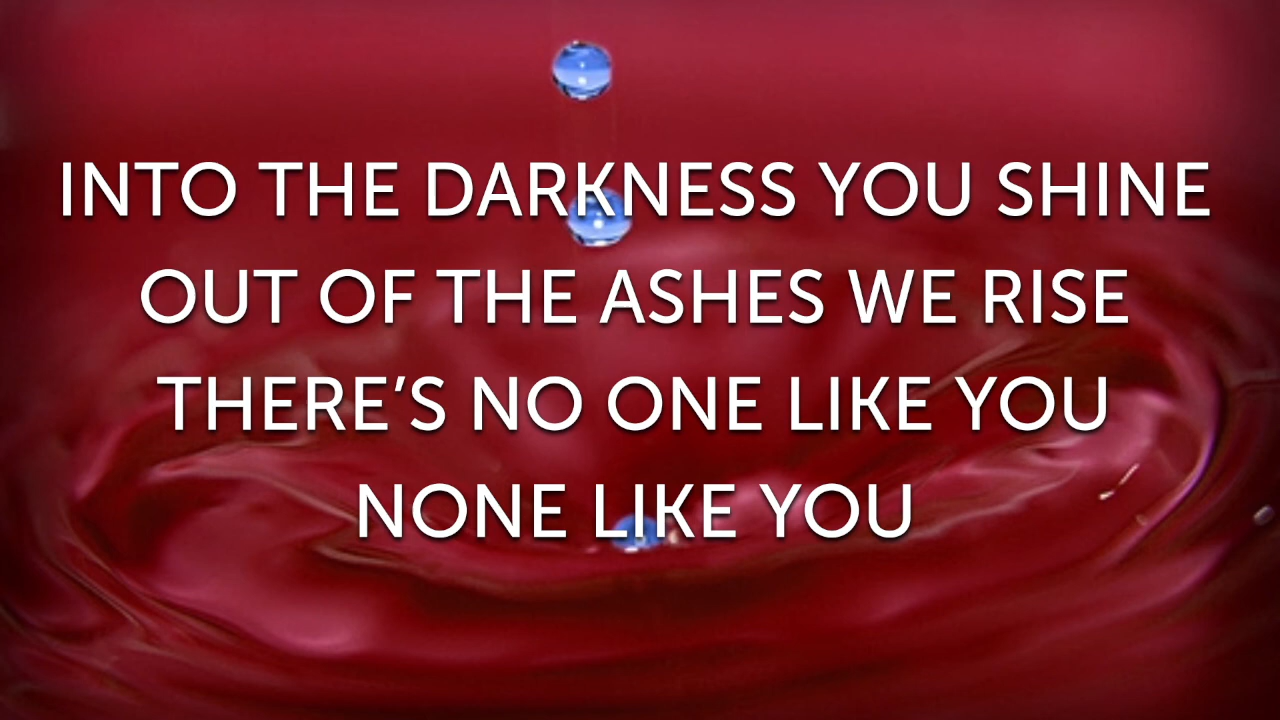 INTO THE DARKNESS YOU SHINE
OUT OF THE ASHES WE RISE
THERE’S NO ONE LIKE YOU
NONE LIKE YOU